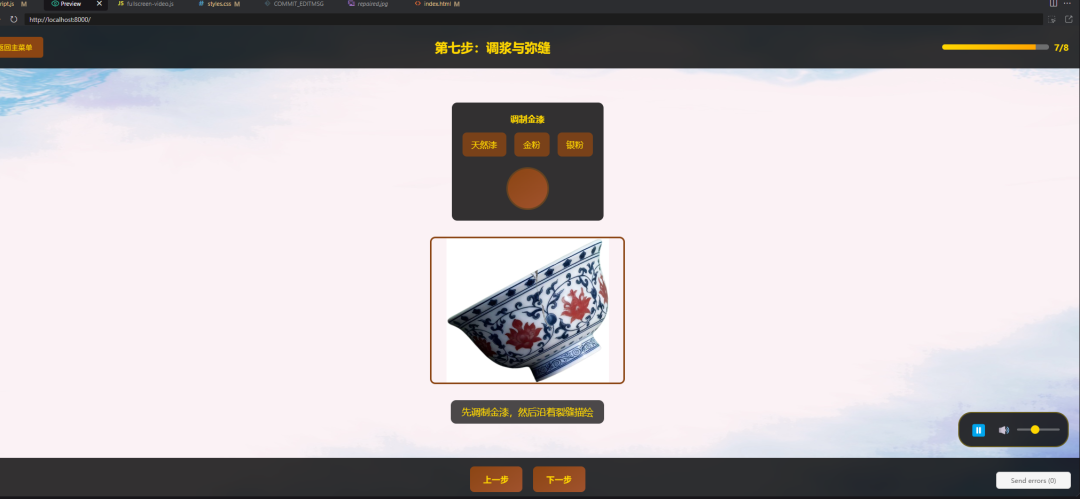 ript.js M Preview × JS fullscreen-video.js # styles.css M COMMIT_EDITMSG repaired.jpg <> index.html M
http://localhost:8000/
返回主菜单 第七步：调浆与弥缝 7/8
调制金漆
天然漆 金粉 银粉
先调制金漆，然后沿着裂缝描绘
上一步 下一步
Send errors (0)